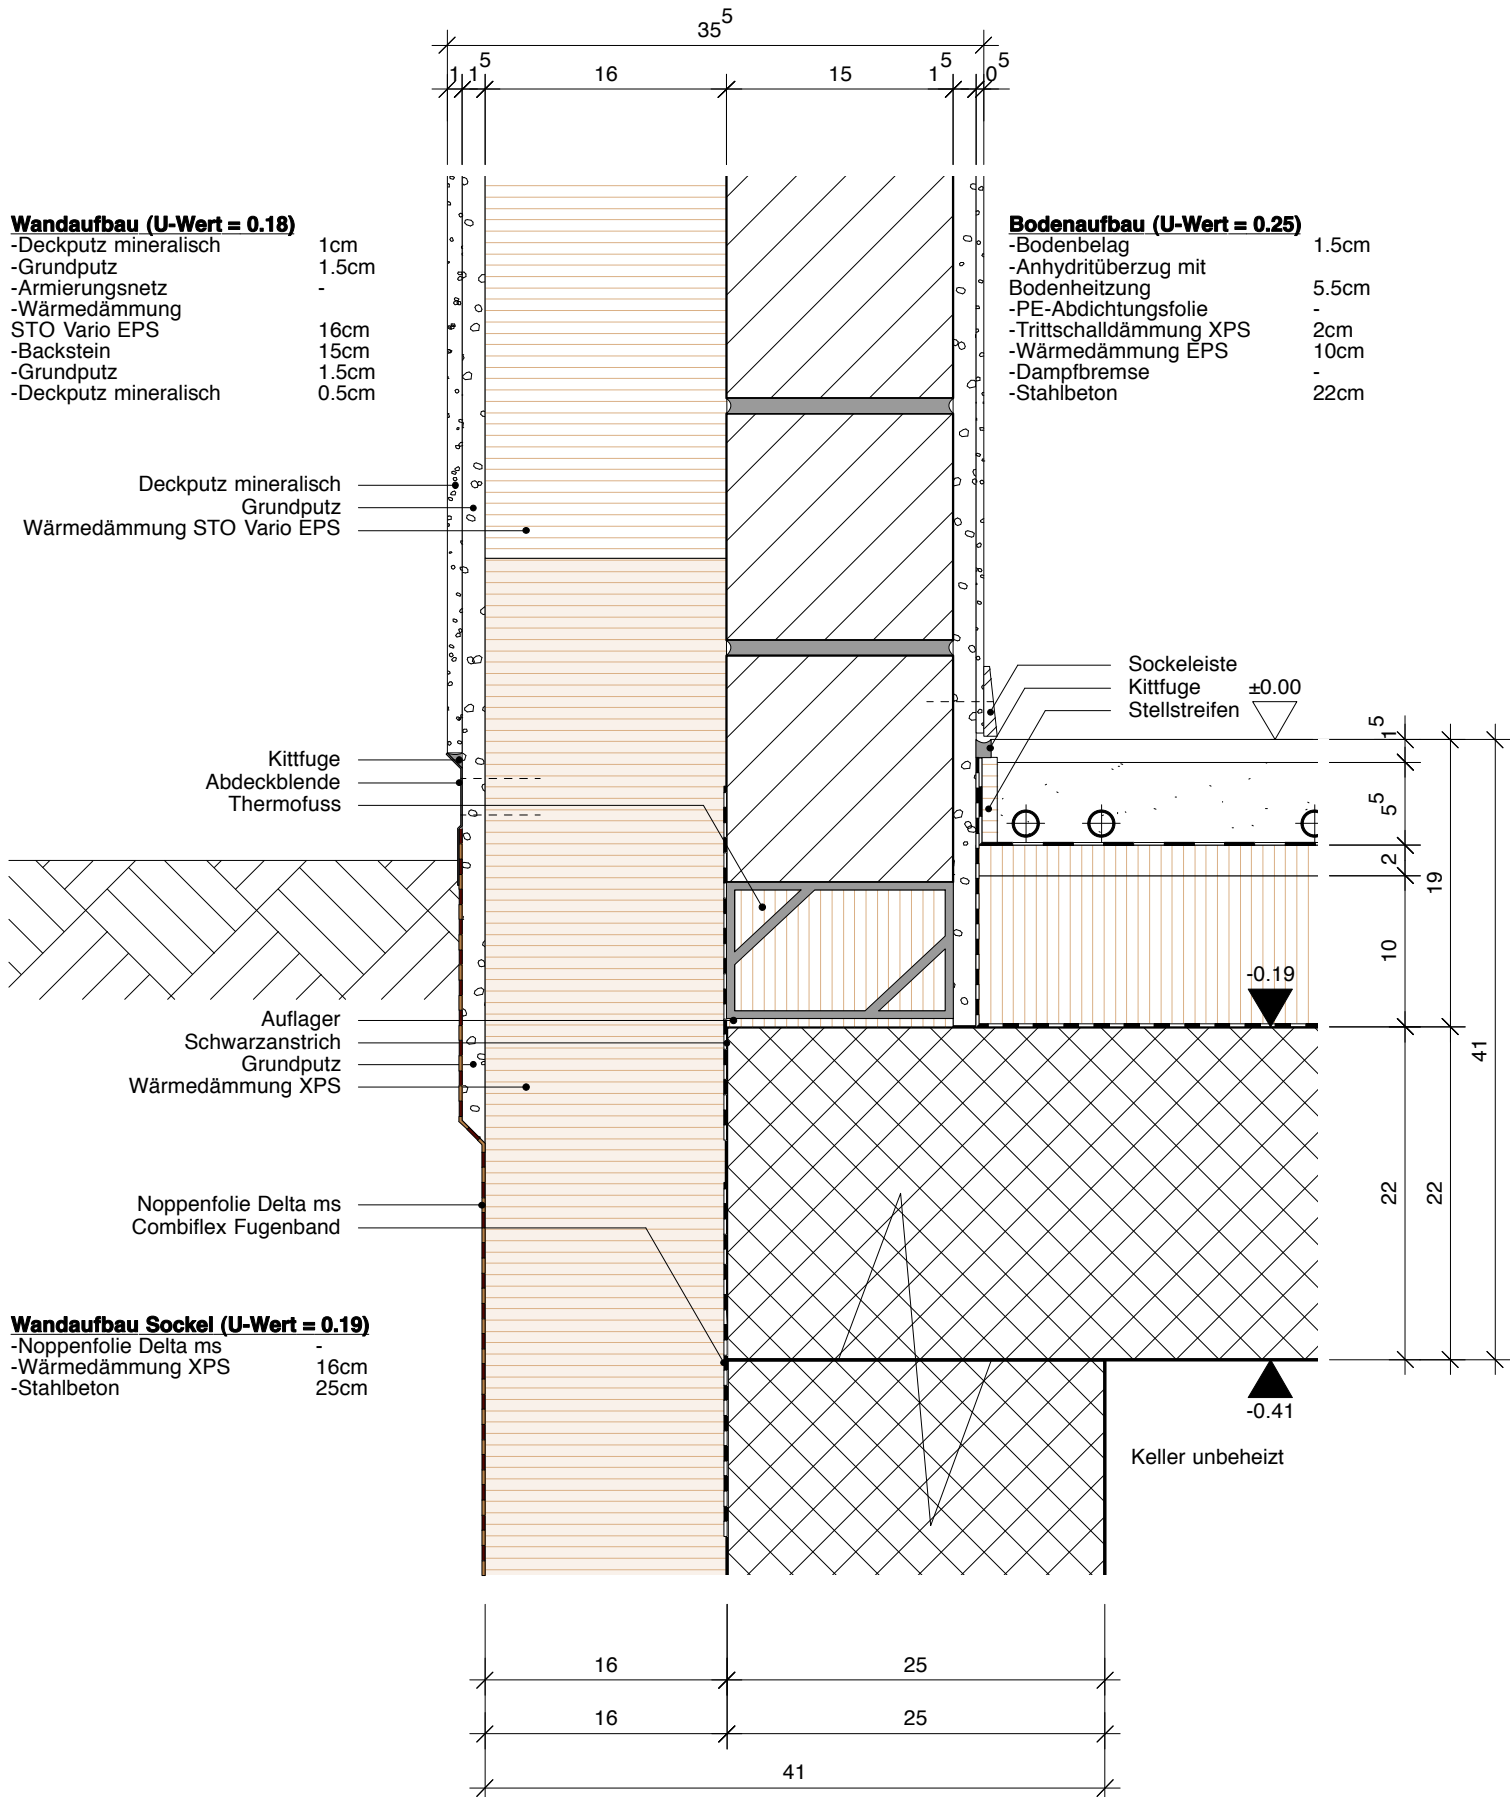 35⁵
1 1⁵ 16 15 1⁵ 0⁵
Wandaufbau (U-Wert = 0.18)
-Deckputz mineralisch 1cm
-Grundputz 1.5cm
-Armierungsnetz -
-Wärmedämmung
STO Vario EPS 16cm
-Backstein 15cm
-Grundputz 1.5cm
-Deckputz mineralisch 0.5cm
Bodenaufbau (U-Wert = 0.25)
-Bodenbelag 1.5cm
-Anhydritüberzug mit
Bodenheitzung 5.5cm
-PE-Abdichtungsfolie -
-Trittschalldämmung XPS 2cm
-Wärmedämmung EPS 10cm
-Dampfbremse -
-Stahlbeton 22cm
Deckputz mineralisch
Grundputz
Wärmedämmung STO Vario EPS
Sockeleiste
Kittfuge
Stellstreifen
±0.00
Kittfuge
Abdeckblende
Thermofuss
1⁵
5⁵
2
19
10
-0.19
41
22
22
Auflager
Schwarzanstrich
Grundputz
Wärmedämmung XPS
Noppenfolie Delta ms
Combiflex Fugenband
Wandaufbau Sockel (U-Wert = 0.19)
-Noppenfolie Delta ms -
-Wärmedämmung XPS 16cm
-Stahlbeton 25cm
-0.41
Keller unbeheizt
16 25
16 25
41